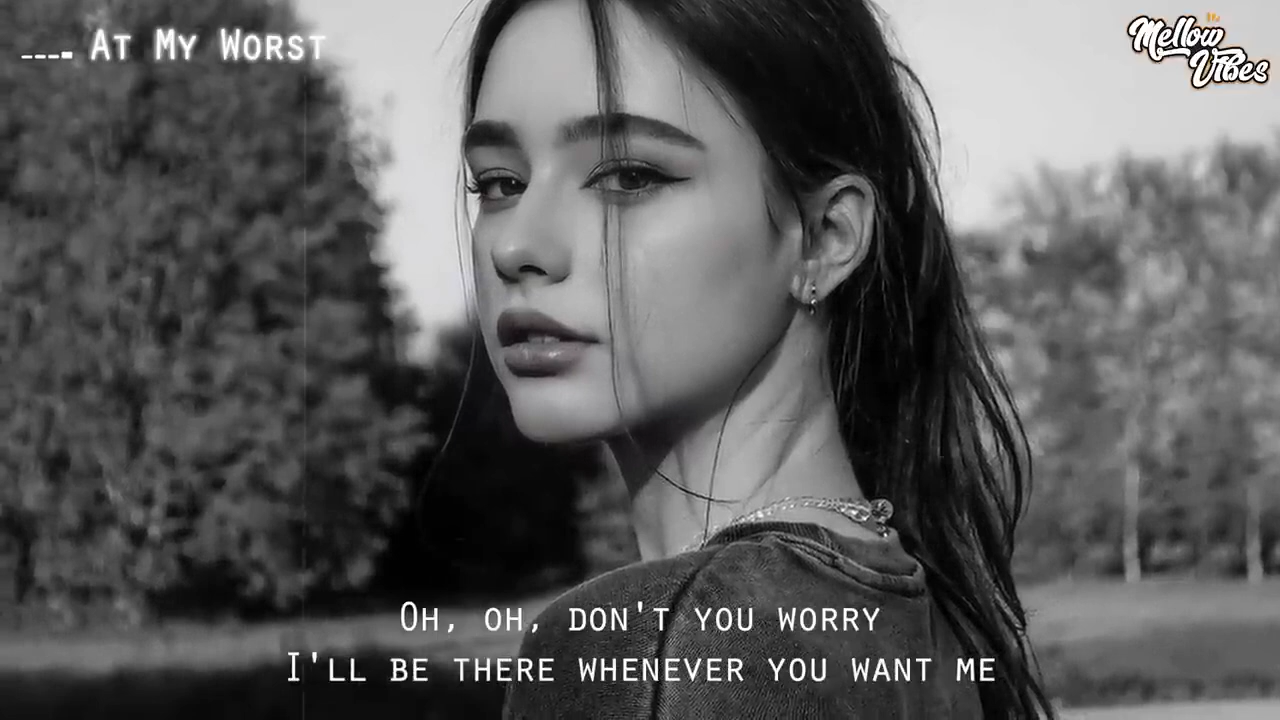 At My Worst
Mellow
Vibes
Oh, oh, don't you worry
I'll be there whenever you want me